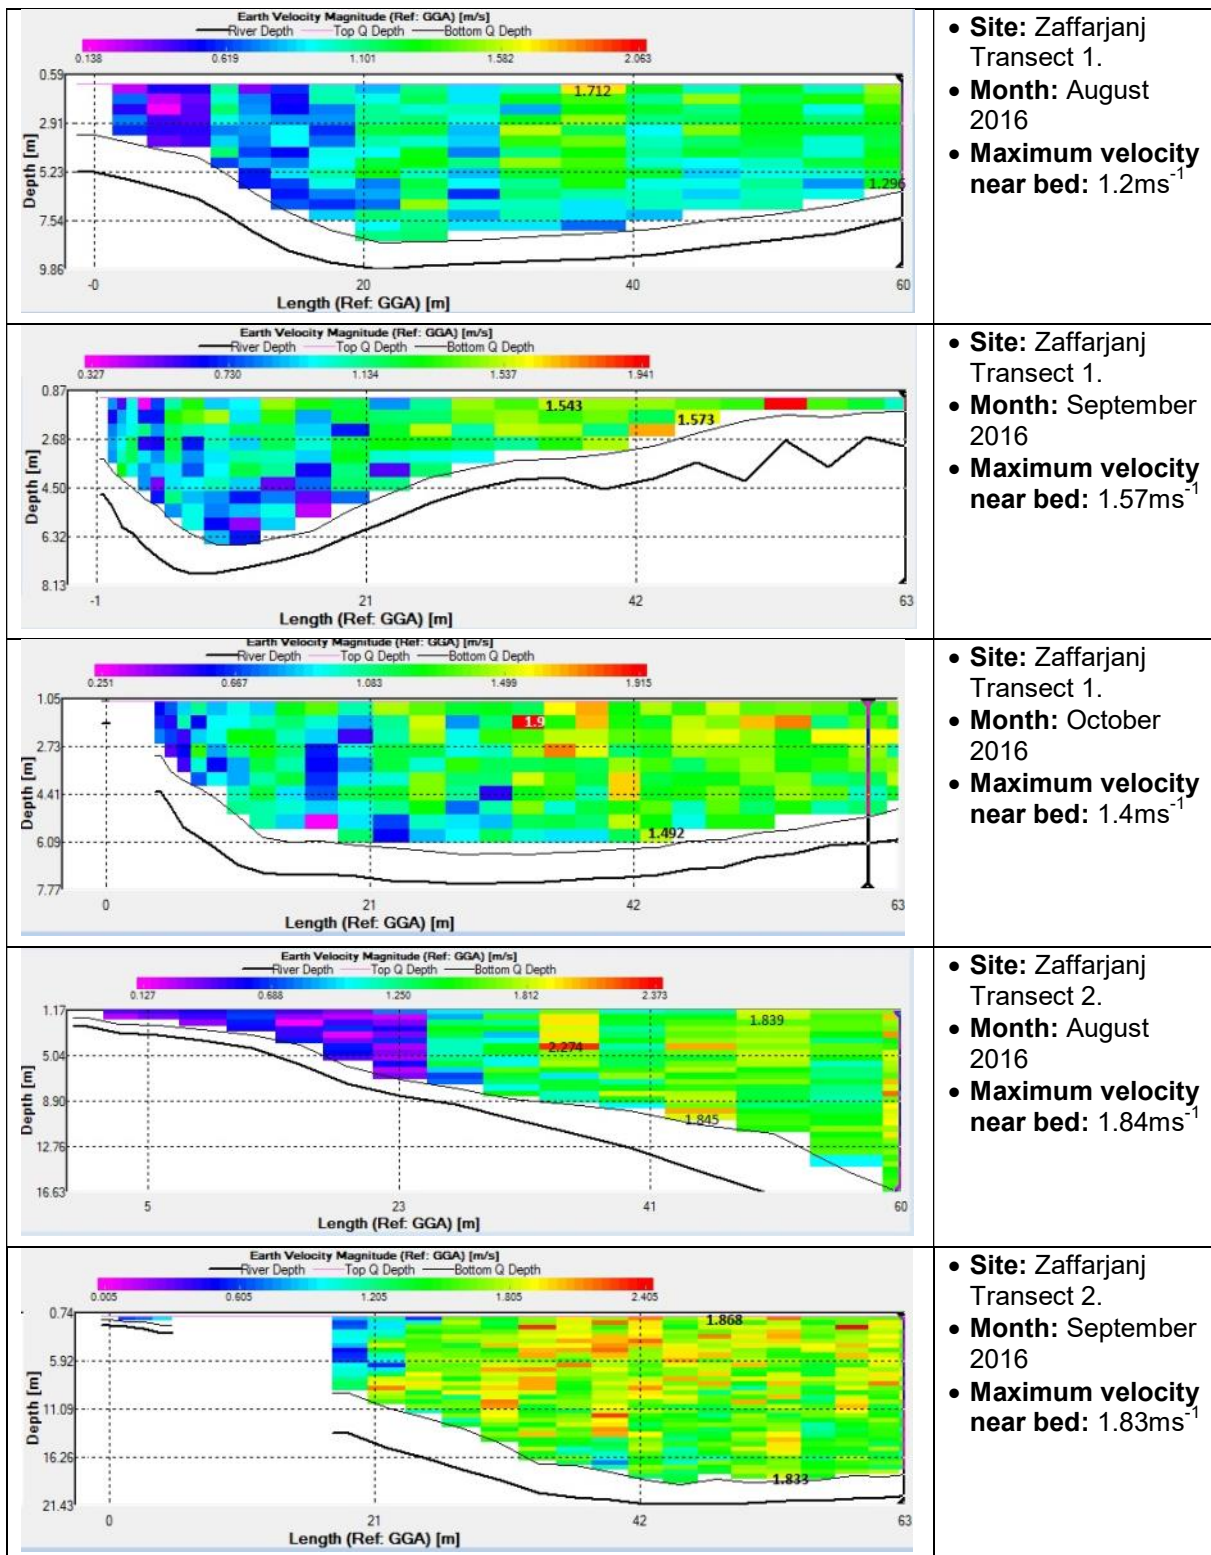 Earth Velocity Magnitude (Ref: GGA) [m/s]
River Depth Top Q Depth Bottom Q Depth
0.138 0.619 1.101 1.582 2.063
0.59
2.91
5.23
7.54
9.86
Depth [m]
1.712
1.296
-0 20 40 60
Length (Ref: GGA) [m]
• Site: Zaffarjanj
Transect 1.
• Month: August
2016
• Maximum velocity
near bed: 1.2ms-1
Earth Velocity Magnitude (Ref: GGA) [m/s]
River Depth Top Q Depth Bottom Q Depth
0.327 0.730 1.134 1.537 1.941
0.87
2.68
4.50
6.32
8.13
Depth [m]
1.543
1.573
-1 21 42 63
Length (Ref: GGA) [m]
• Site: Zaffarjanj
Transect 1.
• Month: September
2016
• Maximum velocity
near bed: 1.57ms-1
Earth Velocity Magnitude (Ref: GGA) [m/s]
River Depth Top Q Depth Bottom Q Depth
0.251 0.667 1.083 1.499 1.915
1.05
2.73
4.41
6.09
7.77
Depth [m]
1.9
1.492
0 21 42 63
Length (Ref: GGA) [m]
• Site: Zaffarjanj
Transect 1.
• Month: October
2016
• Maximum velocity
near bed: 1.4ms-1
Earth Velocity Magnitude (Ref: GGA) [m/s]
River Depth Top Q Depth Bottom Q Depth
0.127 0.688 1.250 1.812 2.373
1.17
5.04
8.90
12.76
16.63
Depth [m]
1.839
2.274
1.845
5 23 41 60
Length (Ref: GGA) [m]
• Site: Zaffarjanj
Transect 2.
• Month: August
2016
• Maximum velocity
near bed: 1.84ms-1
Earth Velocity Magnitude (Ref: GGA) [m/s]
River Depth Top Q Depth Bottom Q Depth
0.005 0.605 1.205 1.805 2.405
0.74
5.92
11.09
16.26
21.43
Depth [m]
1.868
1.833
0 21 42 63
Length (Ref: GGA) [m]
• Site: Zaffarjanj
Transect 2.
• Month: September
2016
• Maximum velocity
near bed: 1.83ms-1